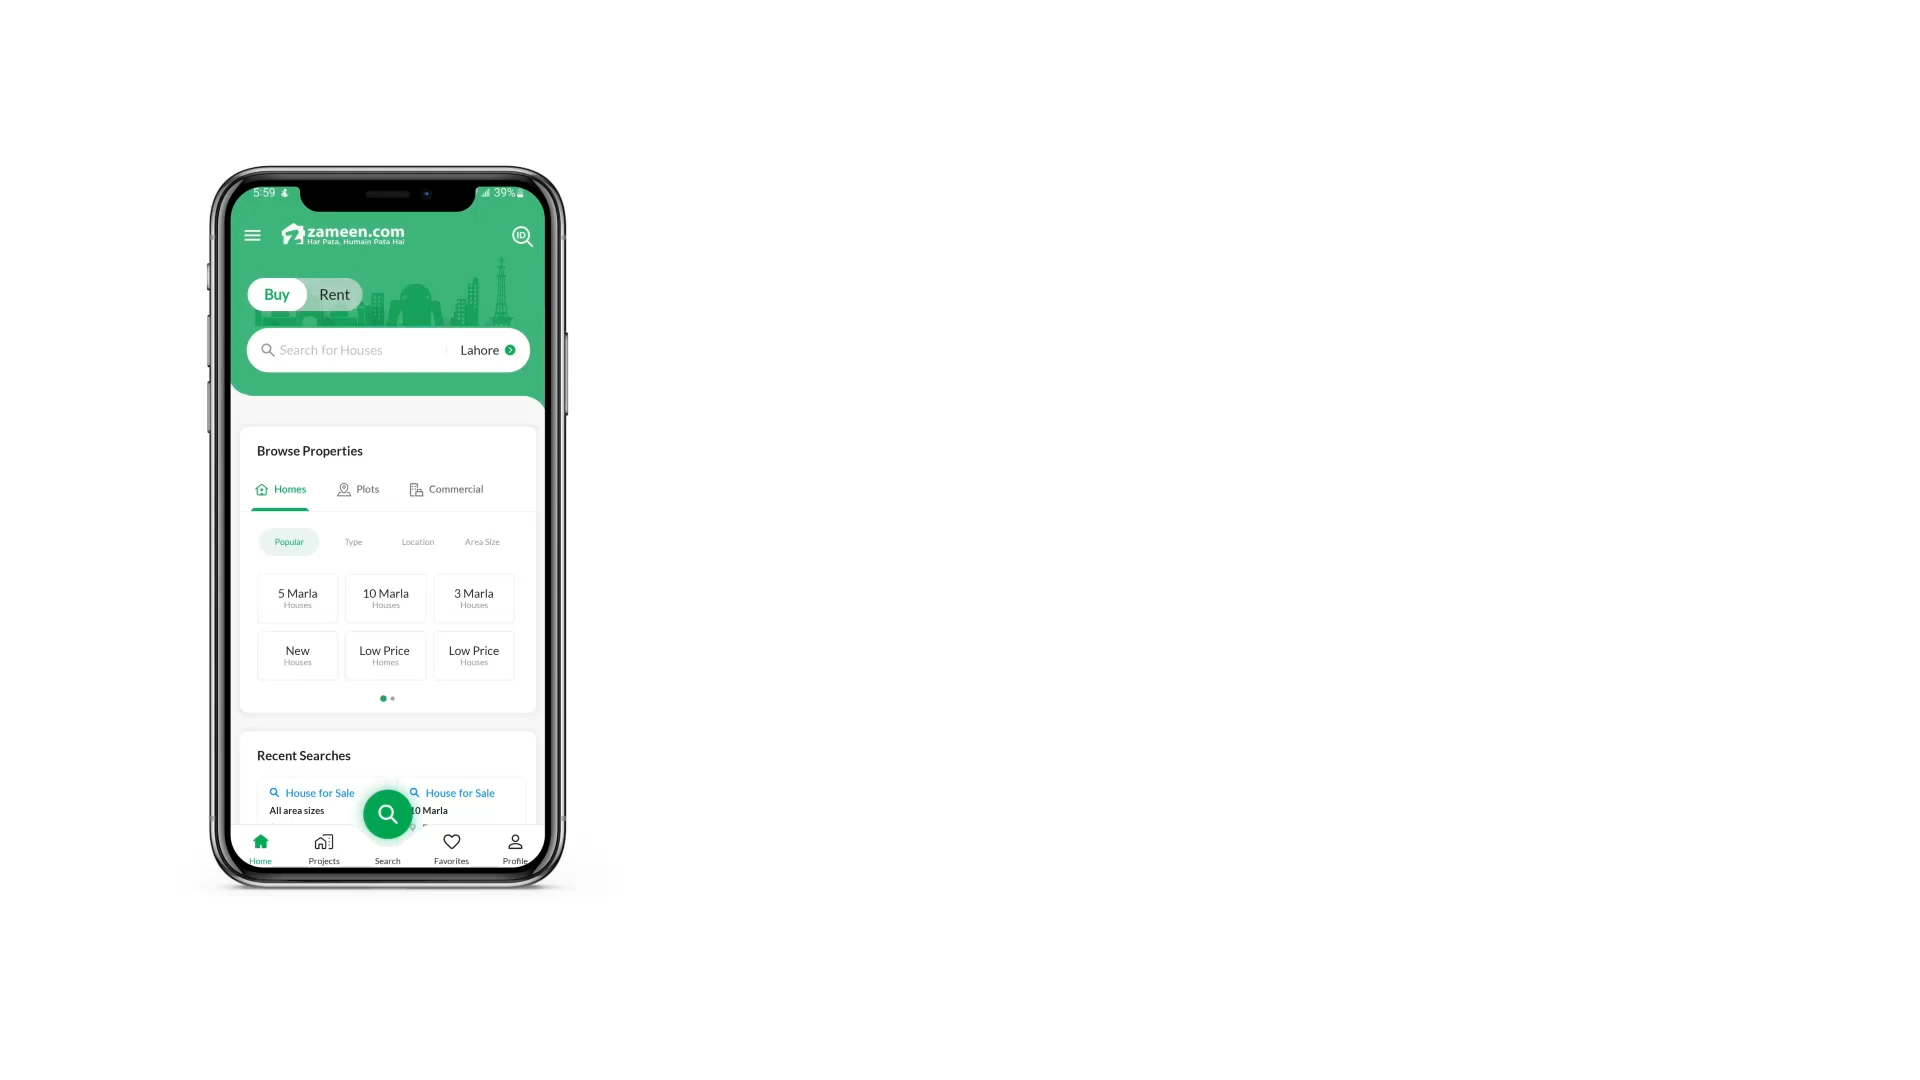 5:59
39%
zameen.com
Har Pata, Humain Pata Hai
ID
Buy
Rent
Search for Houses
Lahore
Browse Properties
Homes
Plots
Commercial
Popular
Type
Location
Area Size
5 Marla
Houses
10 Marla
Houses
3 Marla
Houses
New
Houses
Low Price
Homes
Low Price
Houses
Recent Searches
House for Sale
All area sizes
House for Sale
10 Marla
Home
Projects
Search
Favorites
Profile